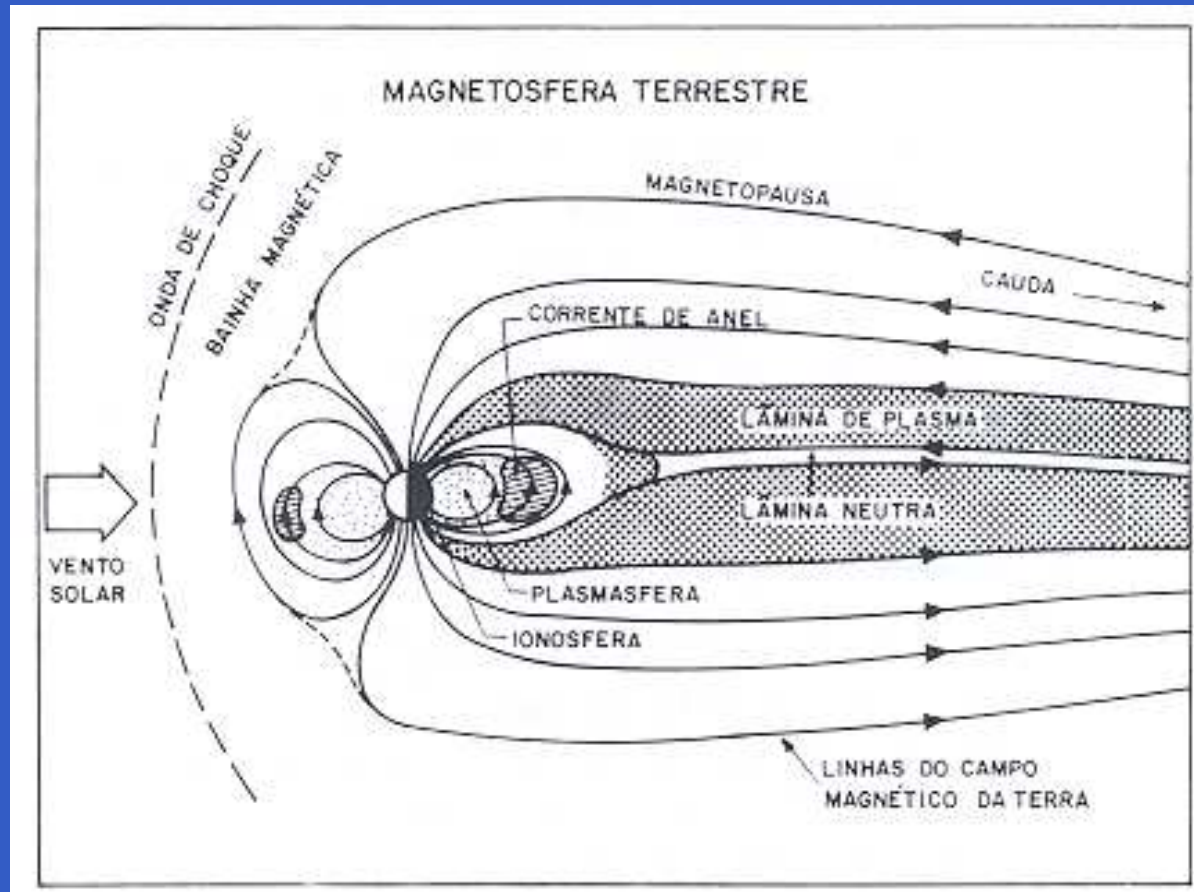 MAGNETOSFERA TERRESTRE
ONDA DE CHOQUE
BAINHA MAGNÉTICA
MAGNETOPAUSA
CAUDA
CORRENTE DE ANEL
LÂMINA DE PLASMA
LÂMINA NEUTRA
VENTO
SOLAR
PLASMASFERA
IONOSFERA
LINHAS DO CAMPO
MAGNÉTICO DA TERRA